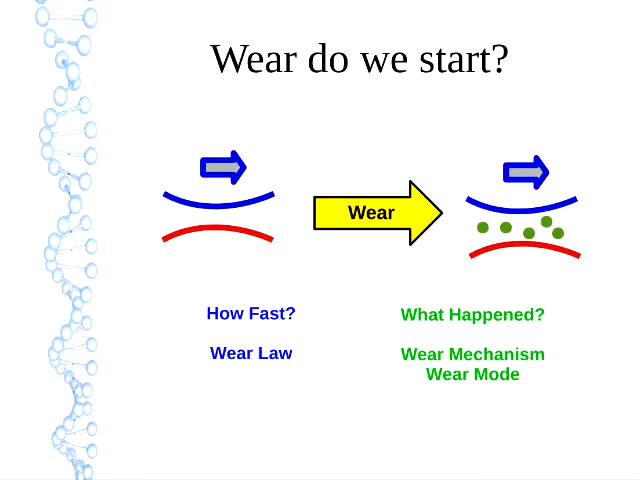 Wear do we start?
Wear
How Fast?
Wear Law
What Happened?
Wear Mechanism
Wear Mode